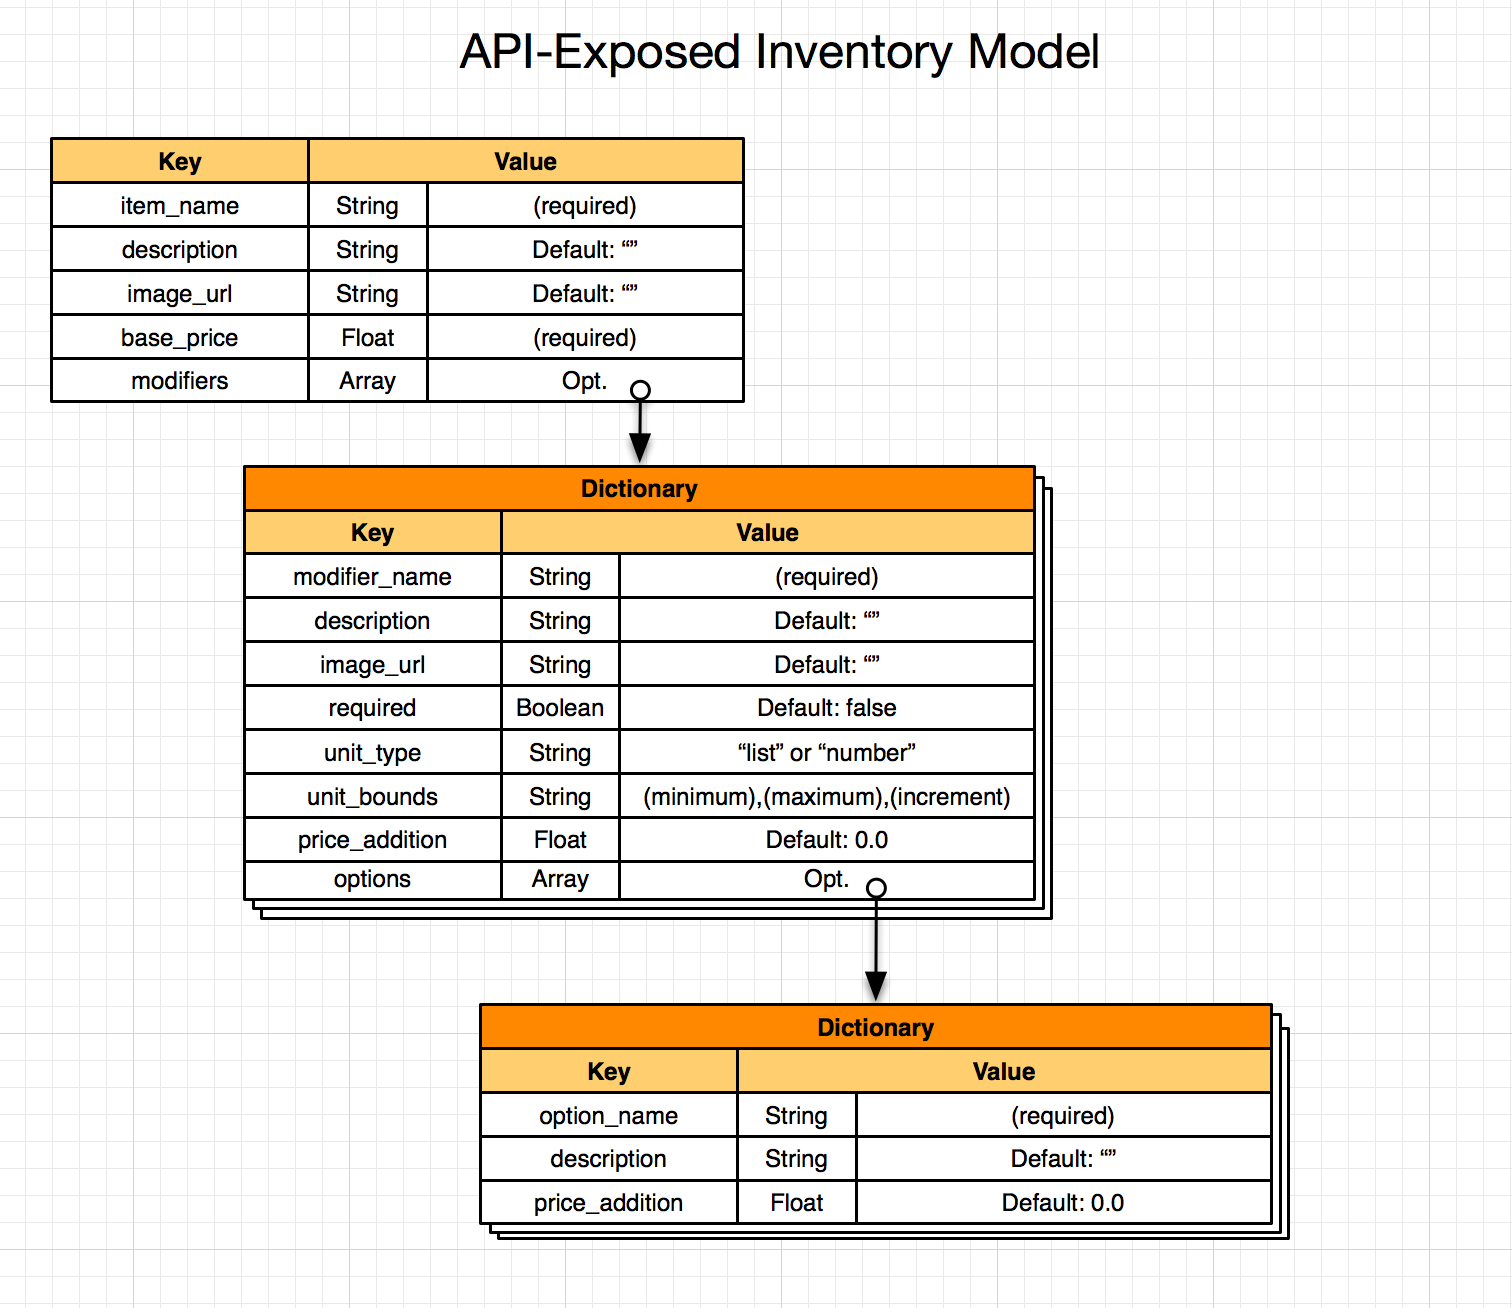 API-Exposed Inventory Model
Key Value
item_name String (required)
description String Default: “”
image_url String Default: “”
base_price Float (required)
modifiers Array Opt.
Dictionary
Key Value
modifier_name String (required)
description String Default: “”
image_url String Default: “”
required Boolean Default: false
unit_type String “list” or “number”
unit_bounds String (minimum),(maximum),(increment)
price_addition Float Default: 0.0
options Array Opt.
Dictionary
Key Value
option_name String (required)
description String Default: “”
price_addition Float Default: 0.0